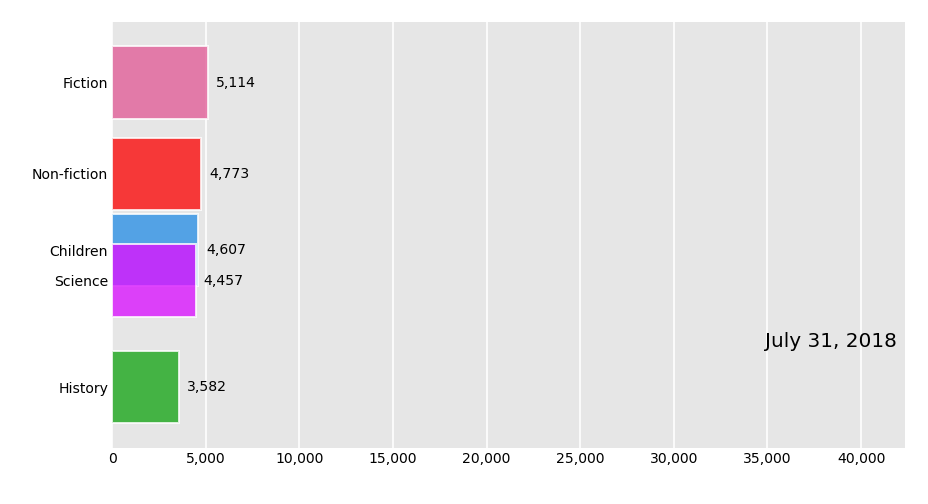 Fiction 5,114
Non-fiction 4,773
Children 4,607
Science 4,457
July 31, 2018
History 3,582
0 5,000 10,000 15,000 20,000 25,000 30,000 35,000 40,000